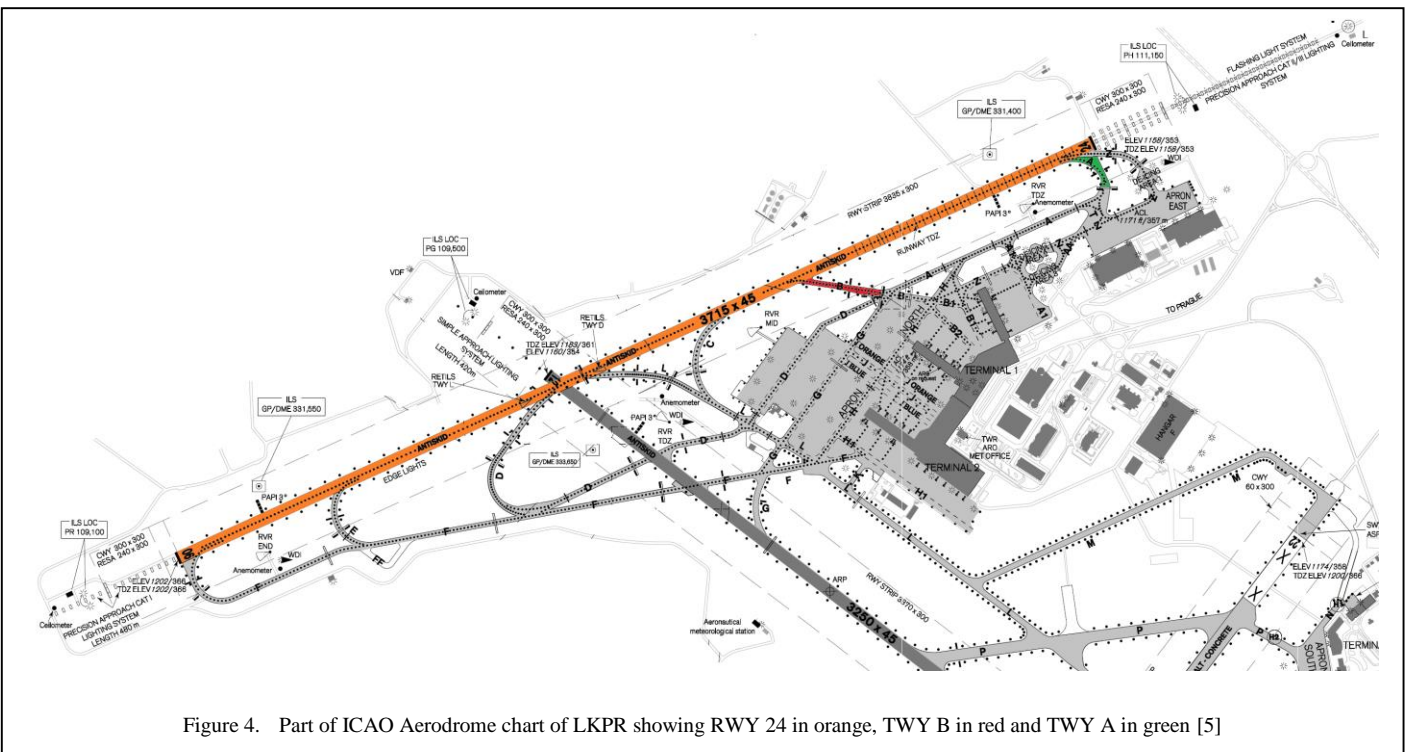 FLASHING LIGHT SYSTEM
PRECISION APPROACH CAT II/III LIGHTING
SYSTEM
L
Ceilometer
ILS LOC
PH 111,150
CWY 300 x 300
RESA 240 x 300
ILS
GP/DME 331,400
ELEV 1158/353
TDZ ELEV 1158/353
WDI
RWY STRIP 3835 x 300
RVR
TDZ
Anemometer
PAPI 3°
APRON
EAST
ACL
1171 ft/357 m
RUNWAY TDZ
ANTISKID
3715 x 45
ILS LOC
PG 109,500
VDF
Ceilometer
CWY 300 x 300
RESA 240 x 300
SIMPLE APPROACH LIGHTING
SYSTEM
LENGTH 420m
RETILS
TWY D
TDZ ELEV 1183/361
ELEV 1160/354
ANTISKID
RETILS
TWY L
RVR
MID
TO PRAGUE
NORTH
ORANGE
BLUE
APRON
ORANGE
BLUE
TERMINAL 1
TERMINAL 2
TWR
ARO
MET OFFICE
HANGAR
F
ILS
GP/DME 331,550
Anemometer
PAPI 3°
WDI
RVR
TDZ
ILS
GP/DME 333,650
ANTISKID
ANTISKID
EDGE LIGHTS
PAPI 3°
ILS LOC
PR 109,100
CWY 300 x 300
RESA 240 x 300
RVR
END
WDI
Anemometer
ELEV 1202/366
TDZ ELEV 1202/366
Ceilometer
PRECISION APPROACH CAT I
LIGHTING SYSTEM
LENGTH 480 m
CWY
60 x 300
22
ELEV 1174/358
TDZ ELEV 1200/366
ARP
RWY STRIP 3370 x 300
3250 x 45
Aeronautical
meteorological station
APRON
SOUTH
Figure 4. Part of ICAO Aerodrome chart of LKPR showing RWY 24 in orange, TWY B in red and TWY A in green [5]